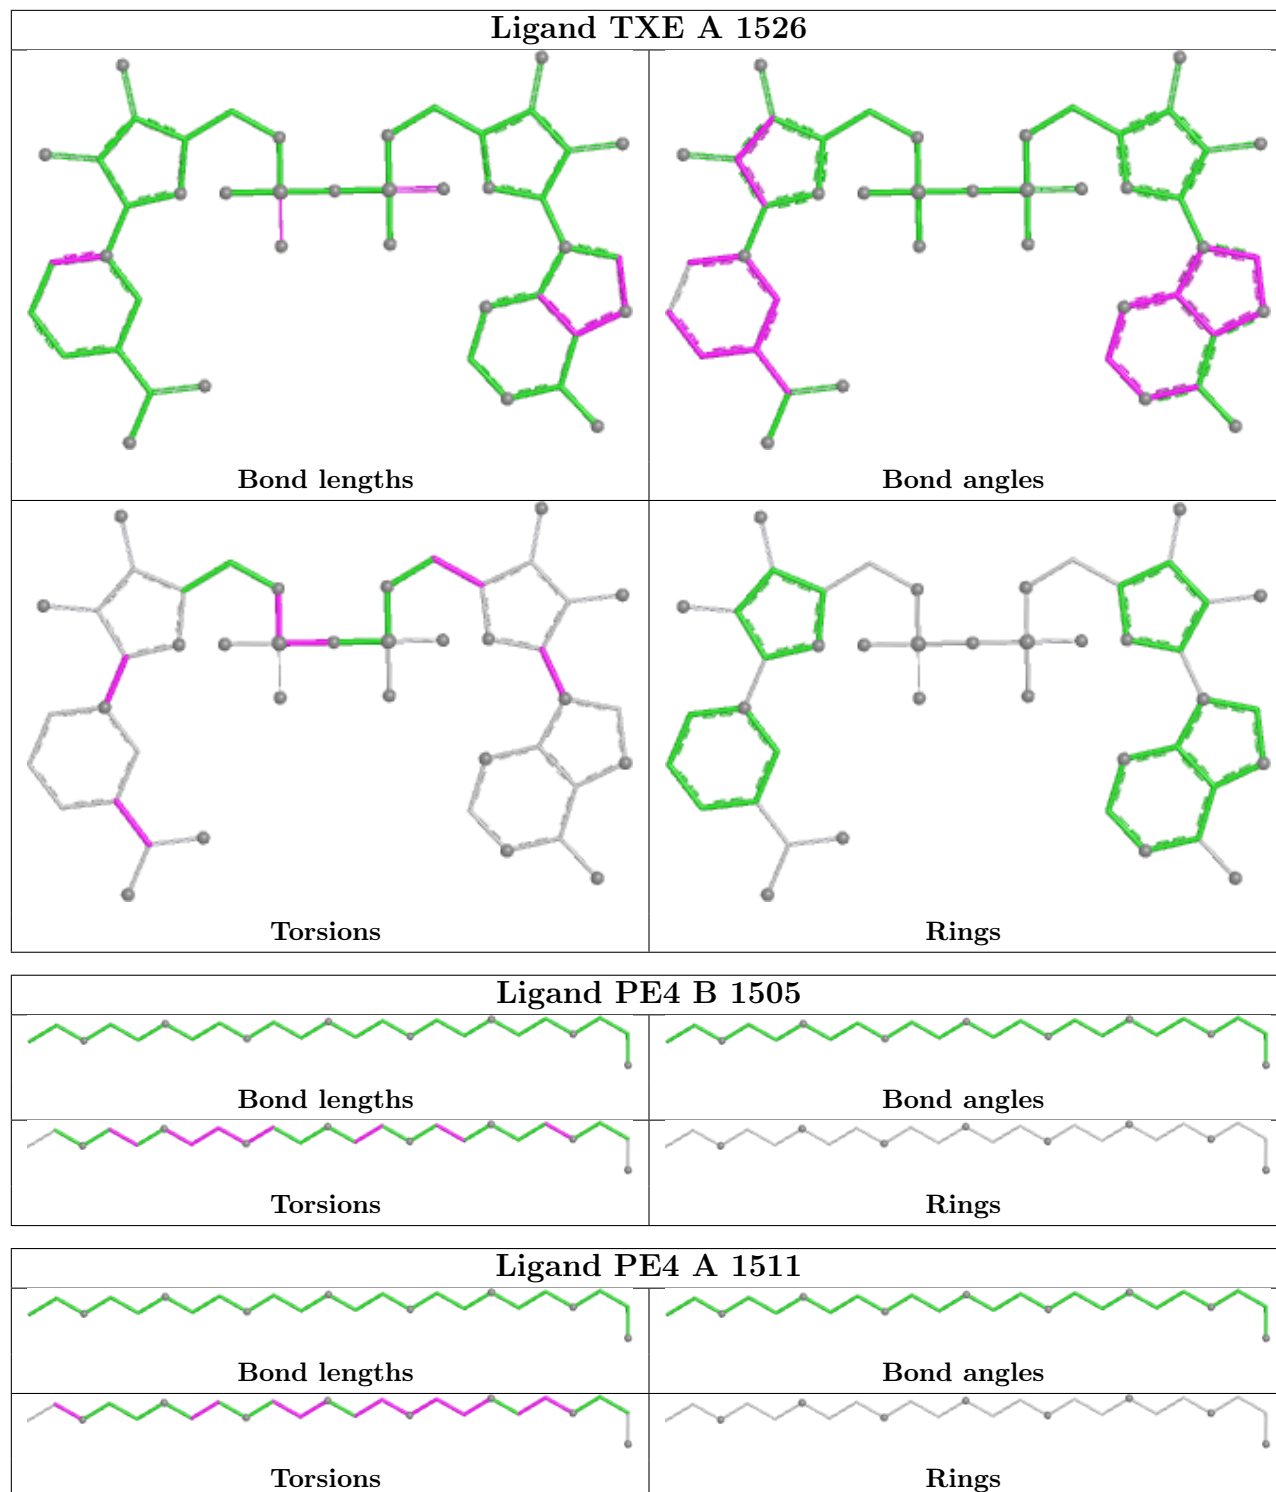 Ligand TXE A 1526
Bond lengths
Bond angles
Torsions
Rings
Ligand PE4 B 1505
Bond lengths
Bond angles
Torsions
Rings
Ligand PE4 A 1511
Bond lengths
Bond angles
Torsions
Rings